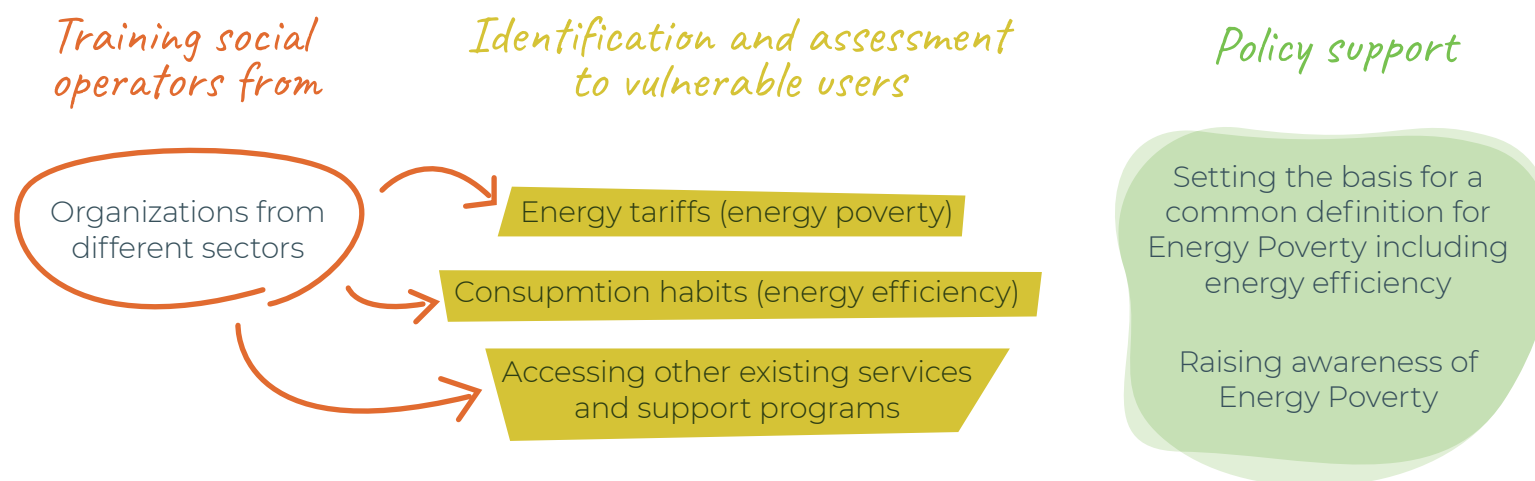 Training social
operators from
Identification and assessment
to vulnerable users
Policy support
Organizations from
different sectors
Energy tariffs (energy poverty)
Consupmtion habits (energy efficiency)
Accessing other existing services
and support programs
Setting the basis for a
common definition for
Energy Poverty including
energy efficiency
Raising awareness of
Energy Poverty